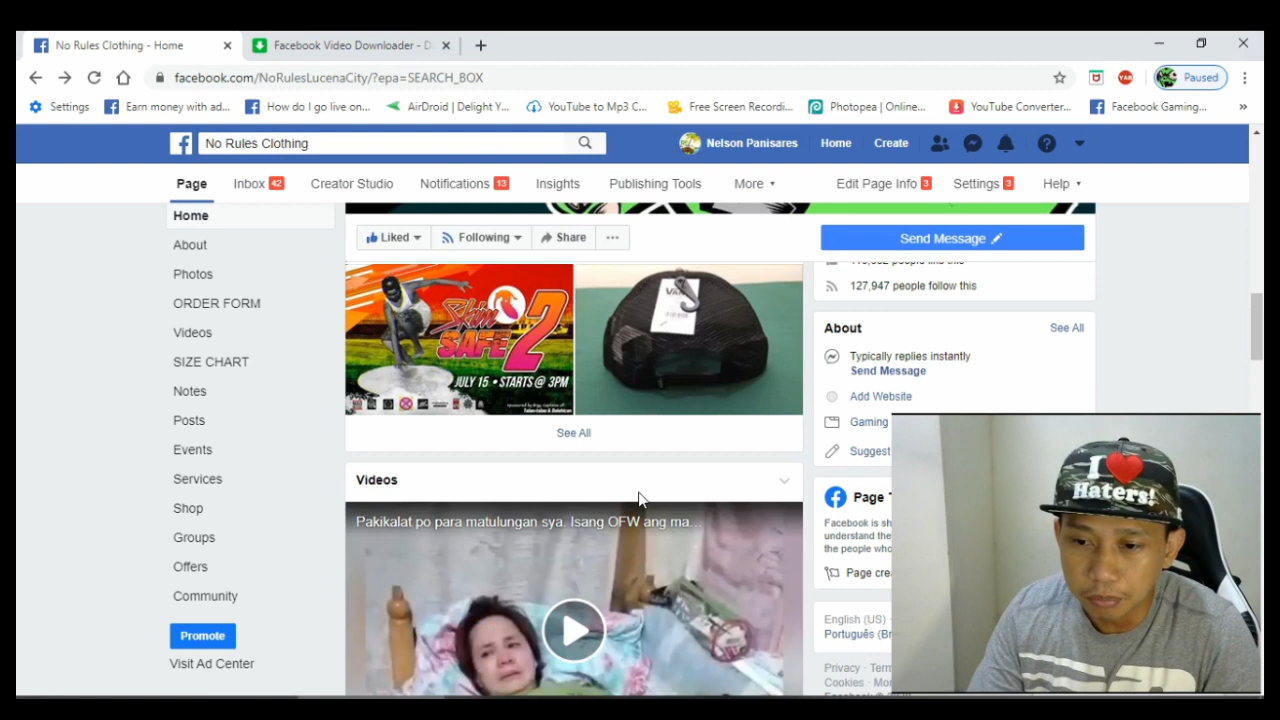 No Rules Clothing - Home
Facebook Video Downloader - D
facebook.com/NoRulesLucenaCity/?epa=SEARCH_BOX
Paused
Settings
Earn money with ad...
How do I go live on...
AirDroid | Delight Y...
YouTube to Mp3 C...
Free Screen Recordi...
Photopea | Online...
YouTube Converter...
Facebook Gaming...
No Rules Clothing
Nelson Panisares
Home
Create
Page
Inbox 42
Creator Studio
Notifications 13
Insights
Publishing Tools
More
Edit Page Info 3
Settings 3
Help
Home
About
Photos
ORDER FORM
Videos
SIZE CHART
Notes
Posts
Events
Services
Shop
Groups
Offers
Community
Promote
Visit Ad Center
Liked
Following
Share
Send Message
Skim
SAFE 2
JULY 15 • STARTS @ 3PM
See All
Videos
Pakikalat po para matulungan sya. Isang OFW ang ma...
people like this
127,947 people follow this
About
See All
Typically replies instantly
Send Message
Add Website
Gaming
Suggest
Page
Facebook is
understand the
the people who
Page
English (US)
Português
Privacy
Cookies
I ❤ Haters!